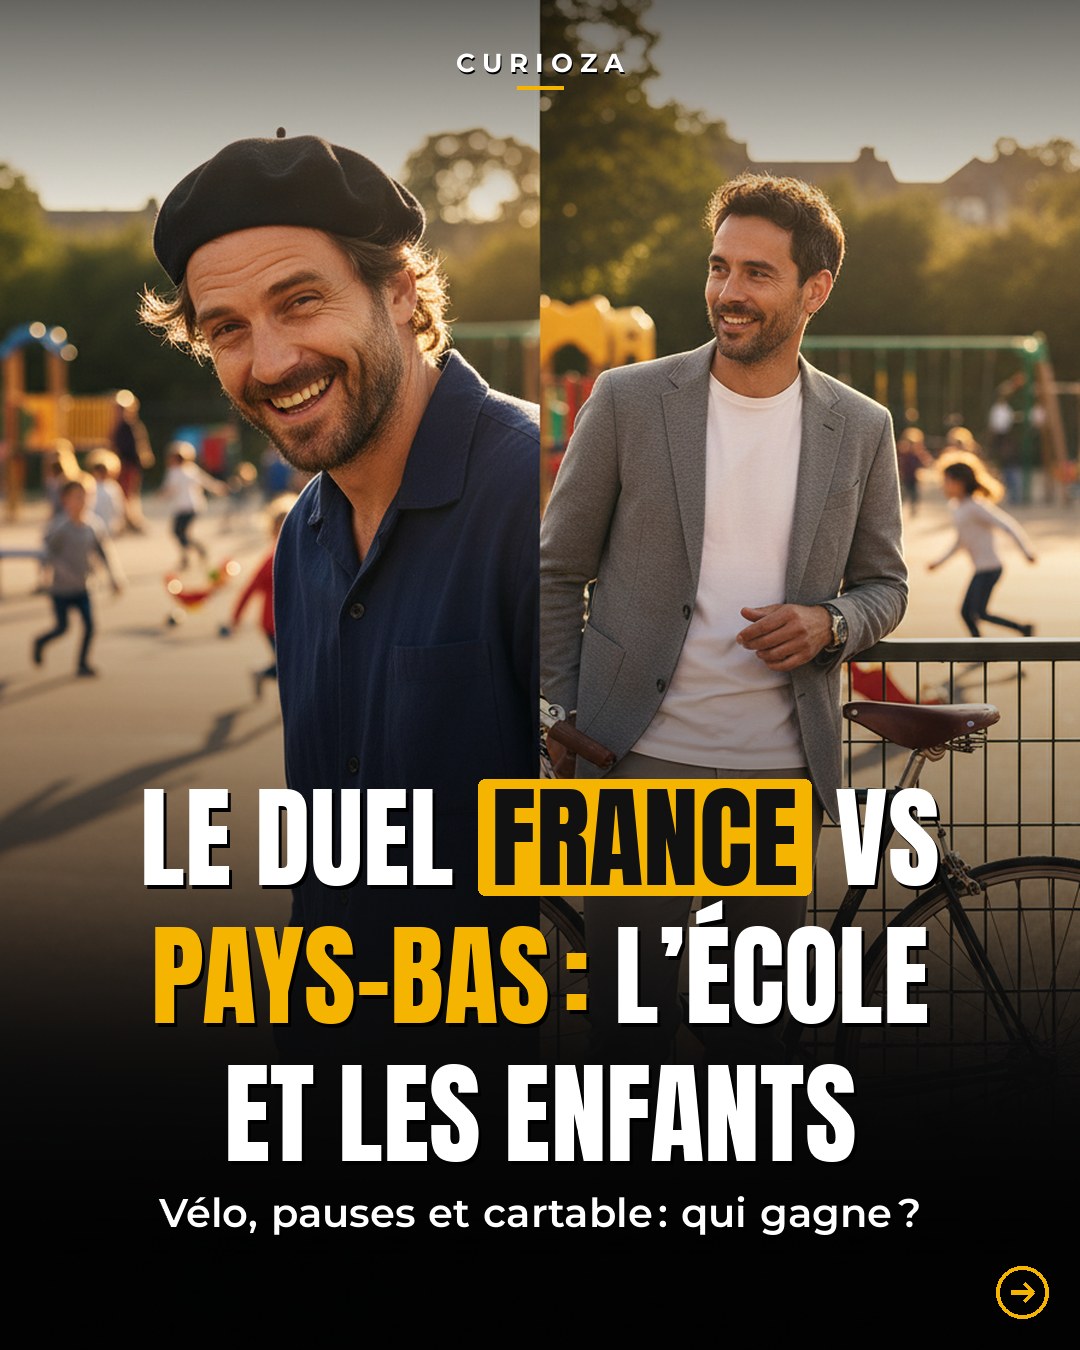 CURIOZA
LE DUEL FRANCE VS
PAYS-BAS : L'ÉCOLE
ET LES ENFANTS
Vélo, pauses et cartable : qui gagne ?